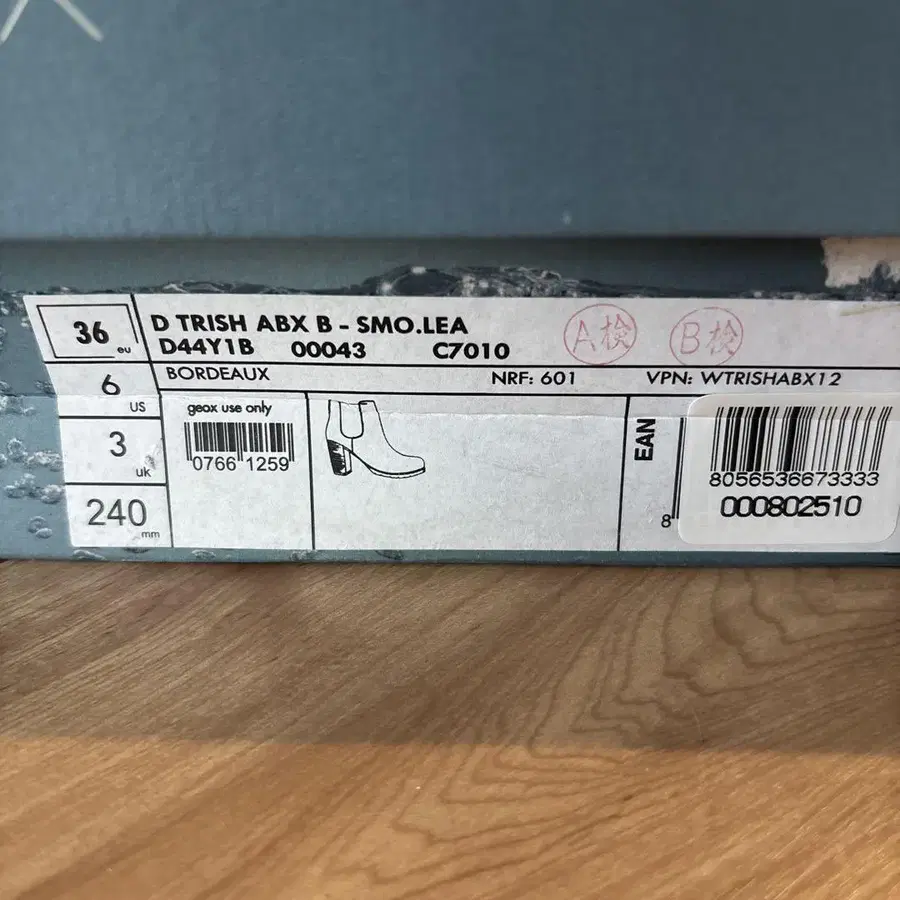 36 eu
D TRISH ABX B - SMO.LEA
D44Y1B 00043 C7010
A検 B検
6 US
BORDEAUX NRF: 601 VPN: WTRISHABX12
3 uk
geox use only
0766 1259
240 mm
EAN
8
8056536673333
000802510